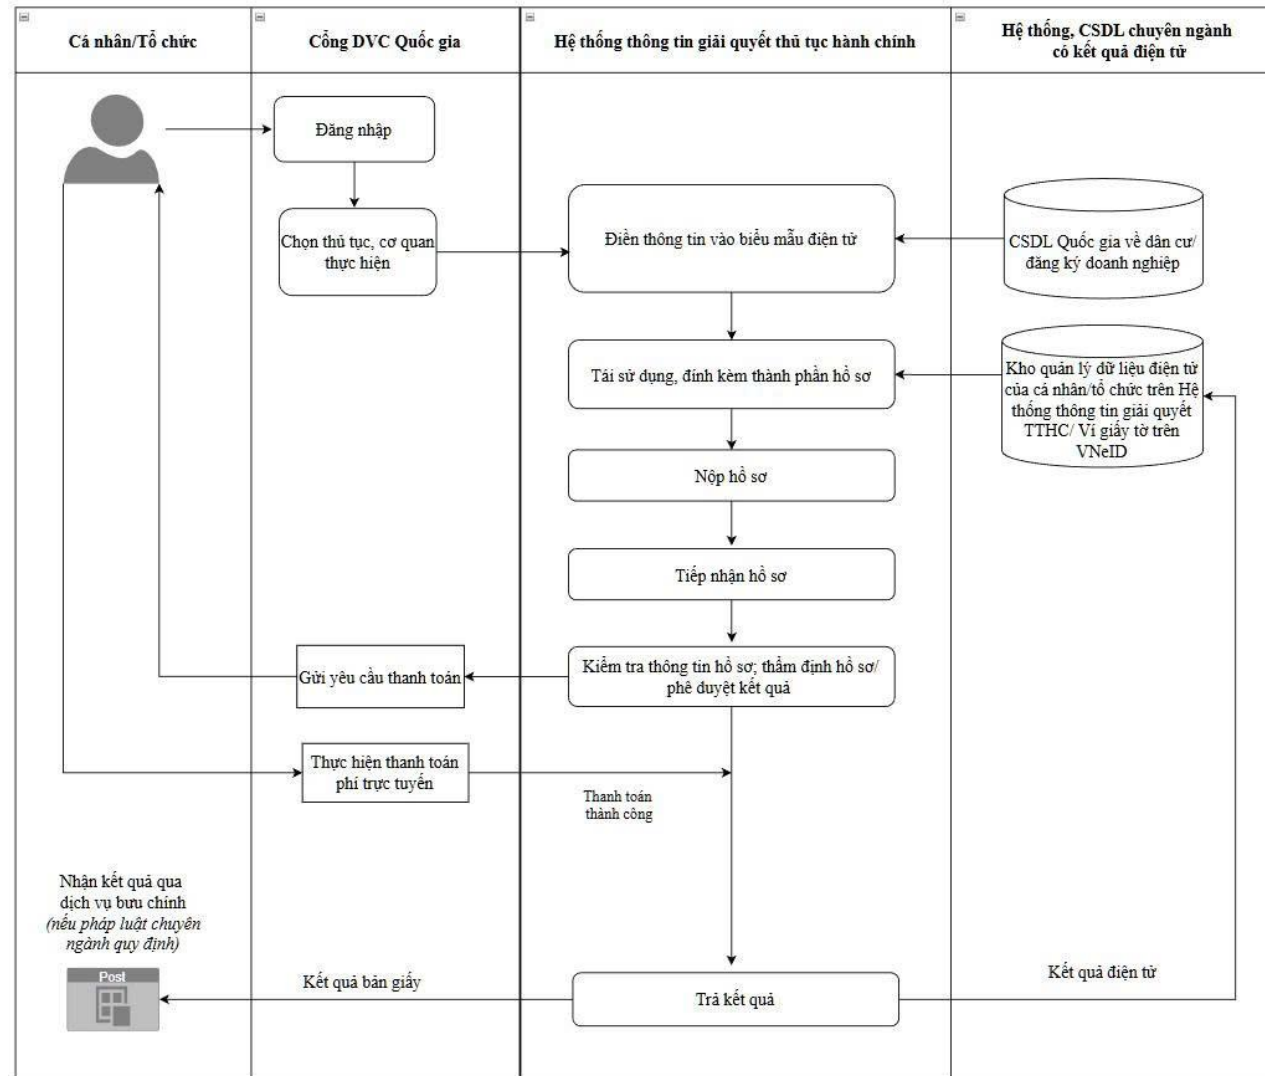 Cá nhân/Tổ chức
Cổng DVC Quốc gia
Hệ thống thông tin giải quyết thủ tục hành chính
Hệ thống, CSDL chuyên ngành
có kết quả điện tử
Đăng nhập
Chọn thủ tục, cơ quan
thực hiện
Điền thông tin vào biểu mẫu điện tử
CSDL Quốc gia về dân cư/
đăng ký doanh nghiệp
Tái sử dụng, đính kèm thành phần hồ sơ
Kho quản lý dữ liệu điện tử
của cá nhân/tổ chức trên Hệ
thống thông tin giải quyết
TTHC/ Ví giấy tờ trên
VNeID
Nộp hồ sơ
Tiếp nhận hồ sơ
Kiểm tra thông tin hồ sơ; thẩm định hồ sơ/
phê duyệt kết quả
Gửi yêu cầu thanh toán
Thực hiện thanh toán
phí trực tuyến
Thanh toán
thành công
Nhận kết quả qua
dịch vụ bưu chính
(nếu pháp luật chuyên
ngành quy định)
Post
Kết quả bản giấy
Trả kết quả
Kết quả điện tử